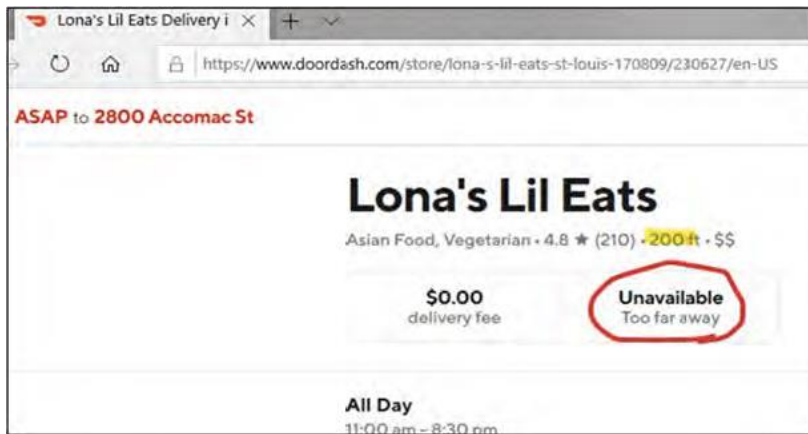 Lona's Lil Eats Delivery i
https://www.doordash.com/store/lona-s-lil-eats-st-louis-170809/230627/en-US
ASAP to 2800 Accomac St
Lona's Lil Eats
Asian Food, Vegetarian • 4.8 ★ (210) • 200 ft • $$
$0.00 Unavailable
delivery fee Too far away
All Day
11:00 am - 8:30 pm